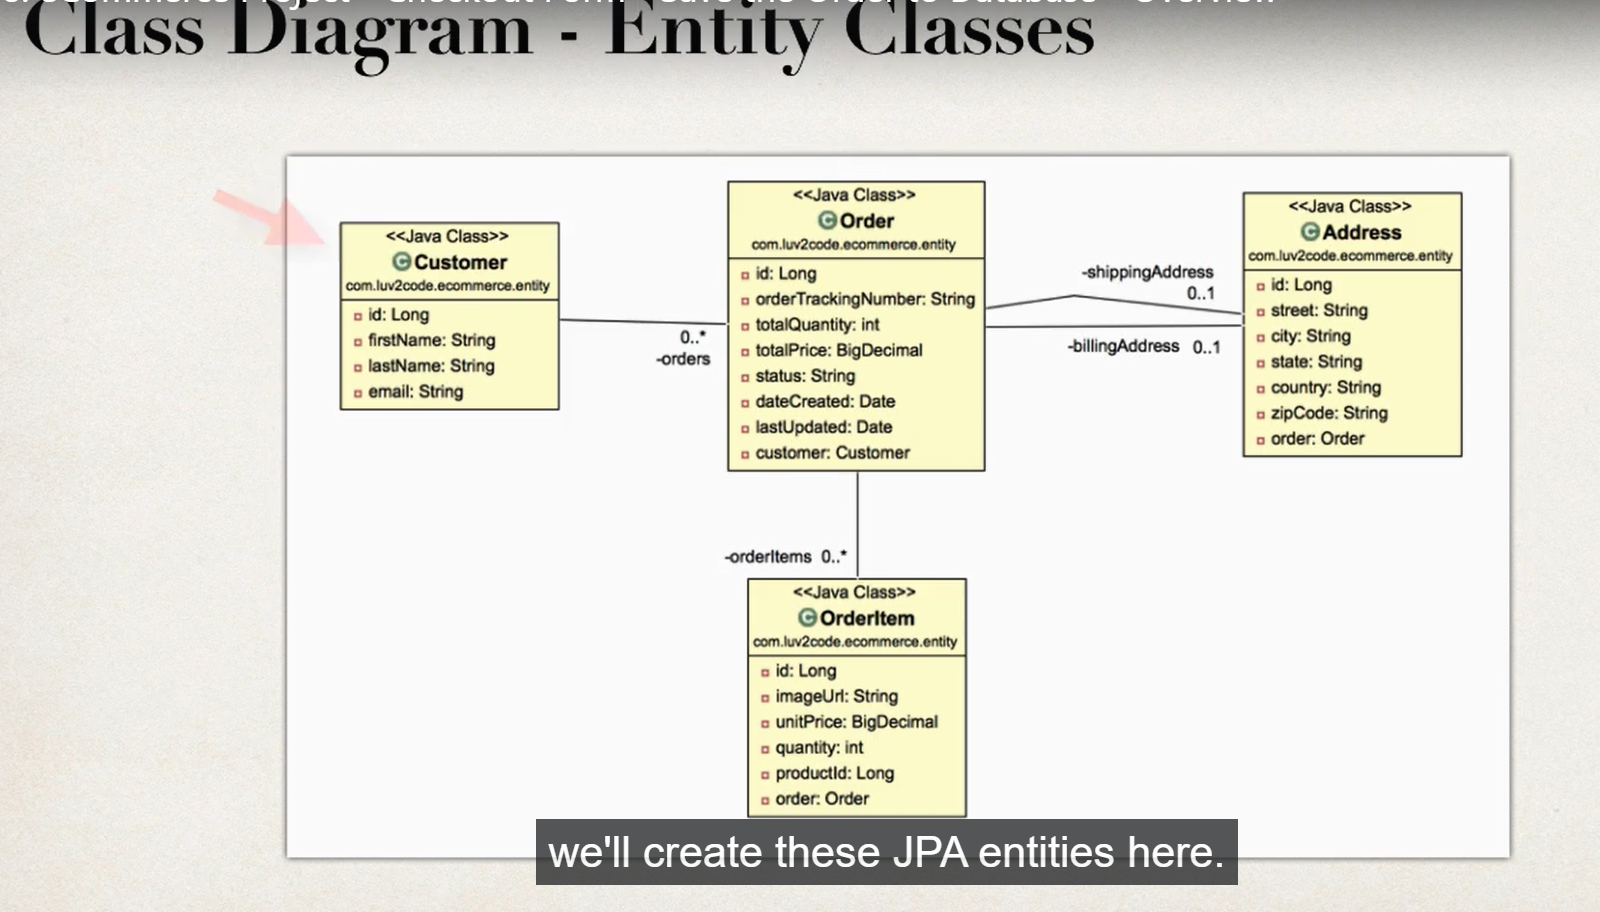 Class Diagram - Entity Classes
<<Java Class>>
Customer
com.luv2code.ecommerce.entity
id: Long
firstName: String
lastName: String
email: String
0..*
-orders
<<Java Class>>
Order
com.luv2code.ecommerce.entity
id: Long
orderTrackingNumber: String
totalQuantity: int
totalPrice: BigDecimal
status: String
dateCreated: Date
lastUpdated: Date
customer: Customer
-shippingAddress
0..1
-billingAddress 0..1
<<Java Class>>
Address
com.luv2code.ecommerce.entity
id: Long
street: String
city: String
state: String
country: String
zipCode: String
order: Order
-orderItems 0..*
<<Java Class>>
OrderItem
com.luv2code.ecommerce.entity
id: Long
imageUrl: String
unitPrice: BigDecimal
quantity: int
productId: Long
order: Order
we'll create these JPA entities here.